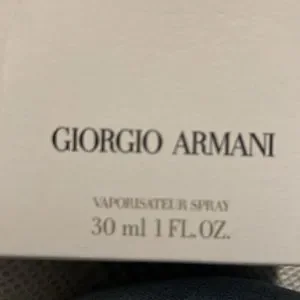 GIORGIO ARMANI
VAPORISATEUR SPRAY
30 ml 1 FL.OZ.